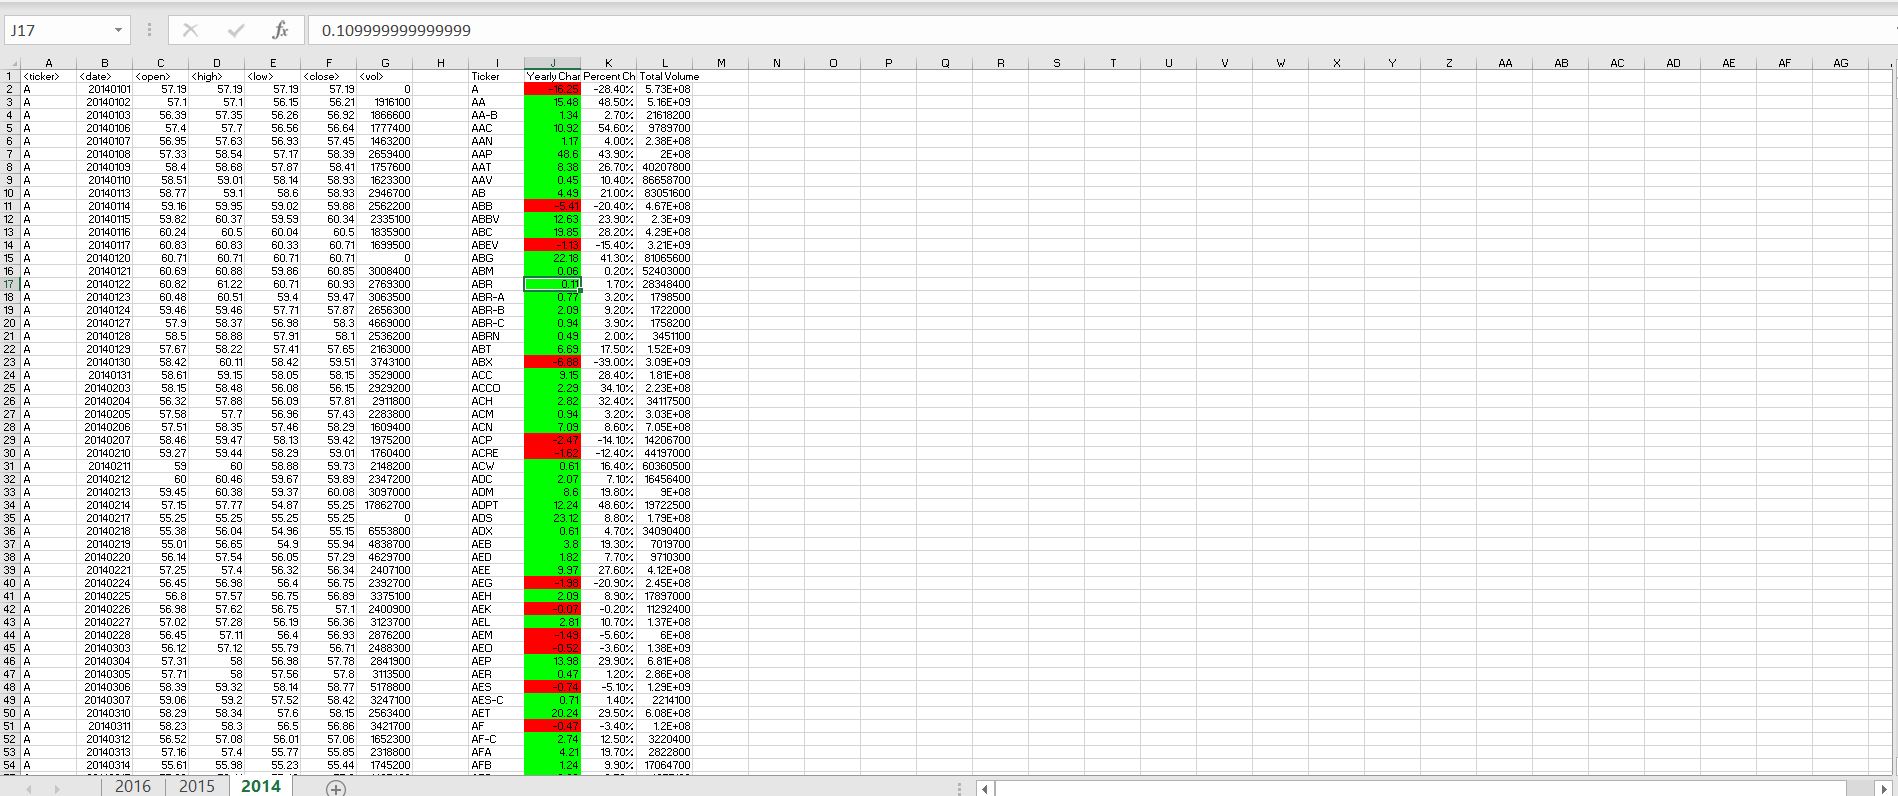 J17 fx 0.109999999999999
A B C D E F G H I J K L M N O P Q R S T U V W X Y Z AA AB AC AD AE AF AG
1 <ticker> <date> <open> <high> <low> <close> <vol> Ticker Yearly Char Percent Ch Total Volume
2 A 20140101 57.19 57.19 57.19 57.19 0 A -16.25 -28.40% 5.73E+08
3 A 20140102 57.1 57.1 56.15 56.21 1916100 AA 15.48 48.50% 5.16E+09
4 A 20140103 56.39 57.35 56.26 56.92 1866600 AA-B 1.34 2.70% 21618200
5 A 20140106 57.4 57.7 56.56 56.64 1777400 AAC 10.92 54.60% 9789700
6 A 20140107 56.95 57.63 56.93 57.45 1463200 AAN 1.17 4.00% 2.38E+08
7 A 20140108 57.33 58.54 57.17 58.39 2659400 AAP 48.6 43.90% 2E+08
8 A 20140109 58.4 58.68 57.87 58.41 1757600 AAT 8.38 26.70% 40207800
9 A 20140110 58.51 59.01 58.14 58.93 1623300 AAV 0.45 10.40% 86658700
10 A 20140113 58.77 59.1 58.6 58.93 2946700 AB 4.49 21.00% 83051600
11 A 20140114 59.16 59.95 59.02 59.88 2562200 ABB -5.41 -20.40% 4.67E+08
12 A 20140115 59.82 60.37 59.59 60.34 2335100 ABBV 12.63 23.90% 2.3E+09
13 A 20140116 60.24 60.5 60.04 60.5 1835900 ABC 19.85 28.20% 4.29E+08
14 A 20140117 60.83 60.83 60.33 60.71 1699500 ABEV -1.13 -15.40% 3.21E+09
15 A 20140120 60.71 60.71 60.71 60.71 0 ABG 22.18 41.30% 81065600
16 A 20140121 60.69 60.88 59.86 60.85 3008400 ABM 0.06 0.20% 52403000
17 A 20140122 60.82 61.22 60.71 60.93 2769300 ABR 0.11 1.70% 28348400
18 A 20140123 60.48 60.51 59.4 59.47 3063500 ABR-A 0.77 3.20% 1798500
19 A 20140124 59.46 59.46 57.71 57.87 2656300 ABR-B 2.09 9.20% 1722000
20 A 20140127 57.9 58.37 56.98 58.3 4669000 ABR-C 0.94 3.90% 1758200
21 A 20140128 58.5 58.88 57.91 58.1 2536200 ABRN 0.49 2.00% 3451100
22 A 20140129 57.67 58.22 57.41 57.65 2163000 ABT 6.69 17.50% 1.52E+09
23 A 20140130 58.42 60.11 58.42 59.51 3743100 ABX -6.88 -39.00% 3.09E+09
24 A 20140131 58.61 59.15 58.05 58.15 3529000 ACC 9.15 28.40% 1.81E+08
25 A 20140203 58.15 58.48 56.08 56.15 2929200 ACCO 2.29 34.10% 2.23E+08
26 A 20140204 56.32 57.88 56.09 57.81 2911800 ACH 2.82 32.40% 34117500
27 A 20140205 57.58 57.7 56.96 57.43 2283800 ACM 0.94 3.20% 3.03E+08
28 A 20140206 57.51 58.35 57.46 58.29 1609400 ACN 7.09 8.60% 7.05E+08
29 A 20140207 58.46 59.47 58.13 59.42 1975200 ACP -2.47 -14.10% 14206700
30 A 20140210 59.27 59.44 58.29 59.01 1760400 ACRE -1.62 -12.40% 44197000
31 A 20140211 59 60 58.88 59.73 2148200 ACW 0.61 16.40% 60360500
32 A 20140212 60 60.46 59.67 59.89 2347200 ADC 2.07 7.10% 16456400
33 A 20140213 59.45 60.38 59.37 60.08 3097000 ADM 8.6 19.80% 9E+08
34 A 20140214 57.15 57.77 54.87 55.25 17862700 ADPT 12.24 48.60% 19722500
35 A 20140217 55.25 55.25 55.25 55.25 0 ADS 23.12 8.80% 1.79E+08
36 A 20140218 55.38 56.04 54.96 55.15 6553800 ADX 0.61 4.70% 34090400
37 A 20140219 55.01 56.65 54.9 55.94 4838700 AEB 3.8 19.30% 7019700
38 A 20140220 56.14 57.54 56.05 57.29 4629700 AED 1.82 7.70% 9710300
39 A 20140221 57.25 57.4 56.32 56.34 2407100 AEE 9.97 27.60% 4.12E+08
40 A 20140224 56.45 56.98 56.4 56.75 2392700 AEG -1.98 -20.90% 2.45E+08
41 A 20140225 56.8 57.57 56.75 56.89 3375100 AEH 2.09 8.90% 17897000
42 A 20140226 56.98 57.62 56.75 57.1 2400900 AEK -0.07 -0.20% 11292400
43 A 20140227 57.02 57.28 56.19 56.36 3123700 AEL 2.81 10.70% 1.37E+08
44 A 20140228 56.45 57.11 56.4 56.93 2876200 AEM -1.49 -5.60% 6E+08
45 A 20140303 56.12 57.12 55.79 56.71 2488300 AEO -0.52 -3.60% 1.38E+09
46 A 20140304 57.31 58 56.98 57.78 2841900 AEP 13.98 29.90% 6.81E+08
47 A 20140305 57.71 58 57.56 57.8 3113500 AER 0.47 1.20% 2.86E+08
48 A 20140306 58.39 59.32 58.14 58.77 5178800 AES -0.74 -5.10% 1.29E+09
49 A 20140307 59.06 59.2 57.52 58.42 3247100 AES-C 0.71 1.40% 2214100
50 A 20140310 58.29 58.34 57.6 58.15 2563400 AET 20.24 29.50% 6.08E+08
51 A 20140311 58.23 58.3 56.5 56.86 3421700 AF -0.47 -3.40% 1.2E+08
52 A 20140312 56.52 57.08 56.01 57.06 1652300 AF-C 2.74 12.50% 3220400
53 A 20140313 57.16 57.4 55.77 55.85 2318800 AFA 4.21 19.70% 2822800
54 A 20140314 55.61 55.98 55.23 55.44 1745200 AFB 1.24 9.90% 17064700
2016 2015 2014